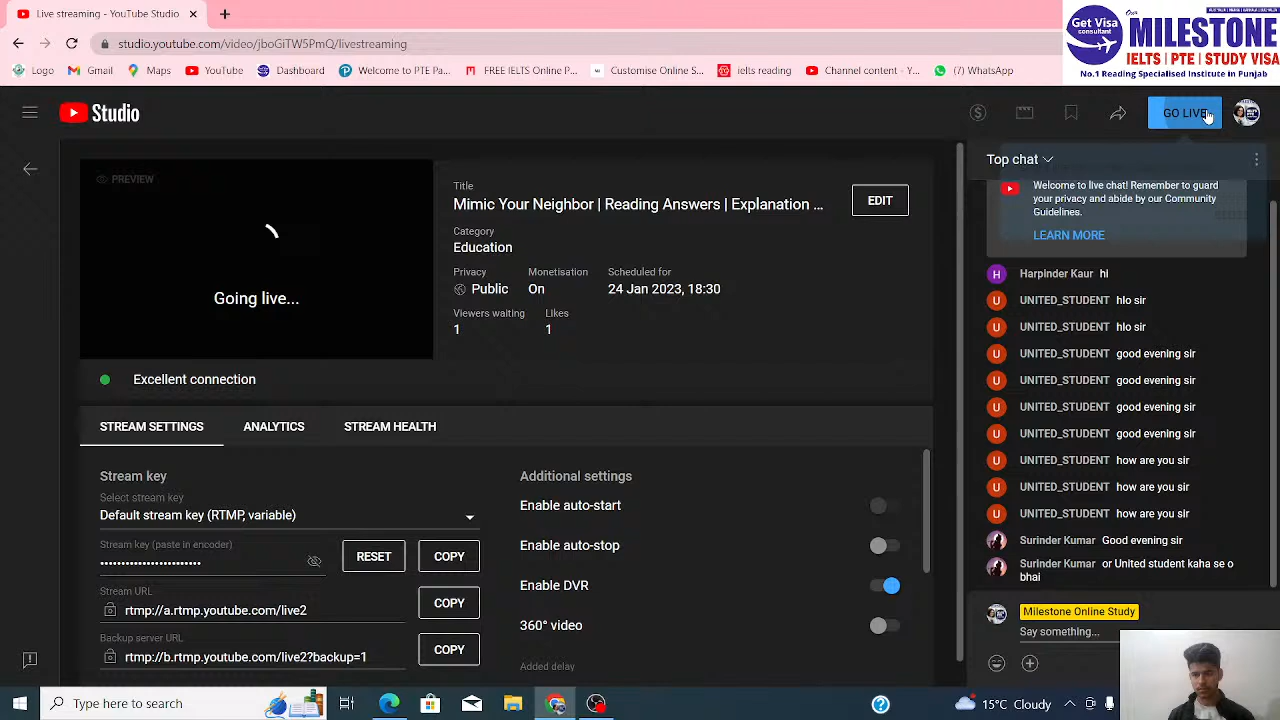 Live streaming - YouTube Studio
studio.youtube.com/video/jboGiTW5PmQ/livestreaming
Logo
Gmail
Maps
YouTube
Dashboard
Welcome to PTE Pra...
FREE IELTS Online r...
Customise Online S...
ielts reading
Channel content - Y...
(7) WhatsApp
Get Visa
consultant
Our
MILESTONE
IELTS | PTE | STUDY VISA
No.1 Reading Specialised Institute in Punjab
Studio
GO LIVE
PREVIEW
Going live...
Excellent connection
Title
Mimic Your Neighbor | Reading Answers | Explanation ...
EDIT
Category
Education
Privacy
Public
Monetisation
On
Scheduled for
24 Jan 2023, 18:30
Viewers waiting
1
Likes
1
STREAM SETTINGS
ANALYTICS
STREAM HEALTH
Stream key
Select stream key
Default stream key (RTMP, variable)
Stream key (paste in encoder)
••••••••••••••••••••••••
RESET
COPY
Stream URL
rtmp://a.rtmp.youtube.com/live2
COPY
Backup server URL
rtmp://b.rtmp.youtube.com/live2?backup=1
COPY
Additional settings
Enable auto-start
Enable auto-stop
Enable DVR
360° video
Added delay
Top chat
Welcome to live chat! Remember to guard
your privacy and abide by our Community
Guidelines.
LEARN MORE
H Harpinder Kaur hi
U UNITED_STUDENT hlo sir
U UNITED_STUDENT hlo sir
U UNITED_STUDENT good evening sir
U UNITED_STUDENT good evening sir
U UNITED_STUDENT good evening sir
U UNITED_STUDENT good evening sir
U UNITED_STUDENT how are you sir
U UNITED_STUDENT how are you sir
U UNITED_STUDENT how are you sir
Surinder Kumar Good evening sir
Surinder Kumar or United student kaha se o
bhai
Milestone Online Study
Say something...
Type here to search
15°C Cloudy